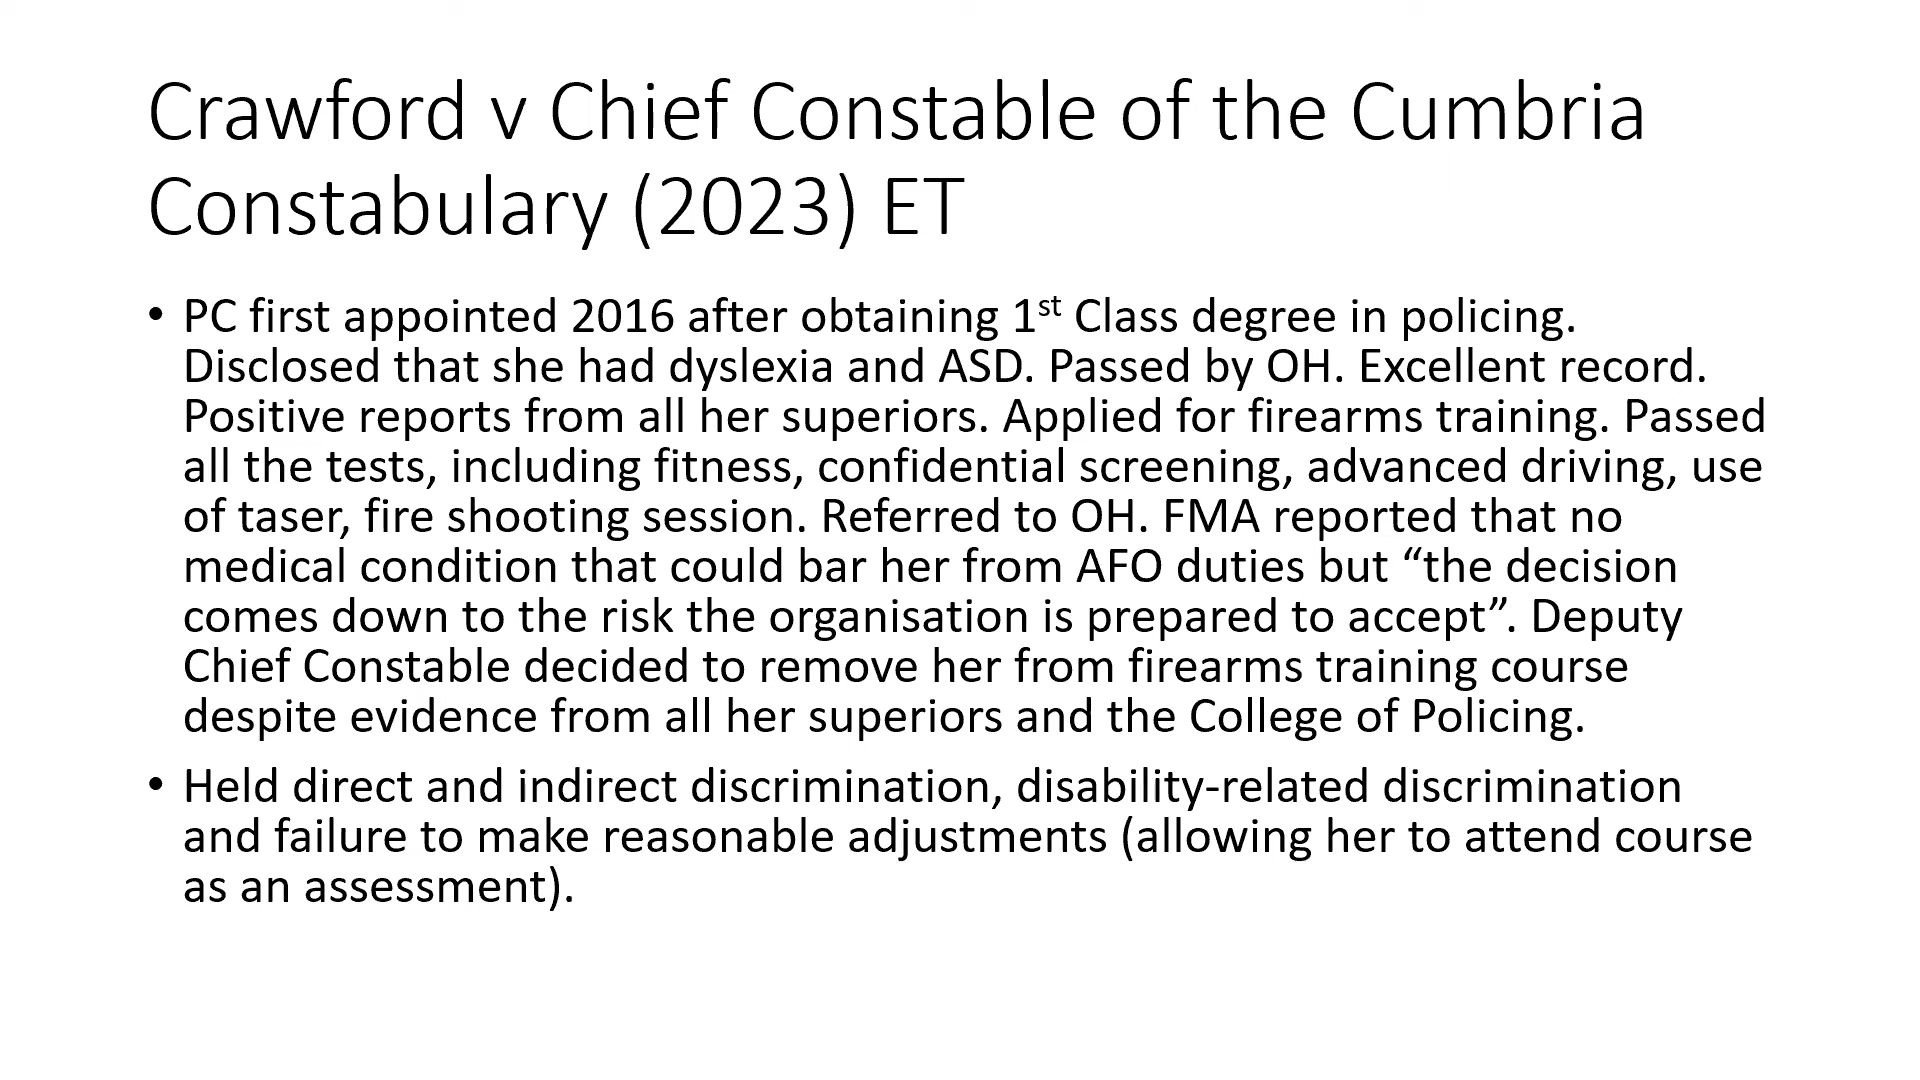 Crawford v Chief Constable of the Cumbria
Constabulary (2023) ET
• PC first appointed 2016 after obtaining 1st Class degree in policing.
Disclosed that she had dyslexia and ASD. Passed by OH. Excellent record.
Positive reports from all her superiors. Applied for firearms training. Passed
all the tests, including fitness, confidential screening, advanced driving, use
of taser, fire shooting session. Referred to OH. FMA reported that no
medical condition that could bar her from AFO duties but “the decision
comes down to the risk the organisation is prepared to accept”. Deputy
Chief Constable decided to remove her from firearms training course
despite evidence from all her superiors and the College of Policing.
• Held direct and indirect discrimination, disability-related discrimination
and failure to make reasonable adjustments (allowing her to attend course
as an assessment).